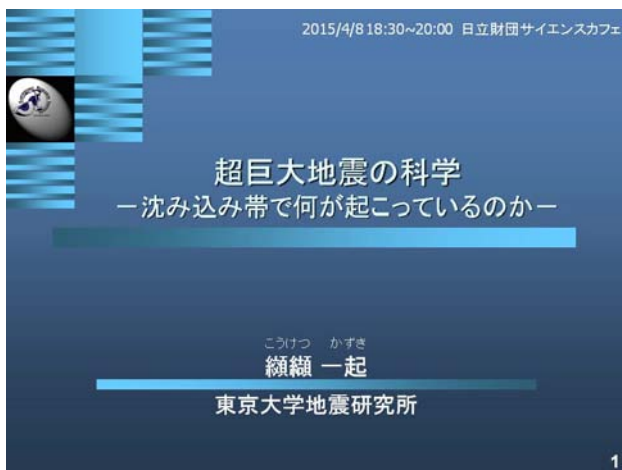 2015/4/8 18:30~20:00 日立財団サイエンスカフェ
超巨大地震の科学
－沈み込み帯で何が起こっているのか－
こうけつ かずき
纐纈 一起
東京大学地震研究所
1